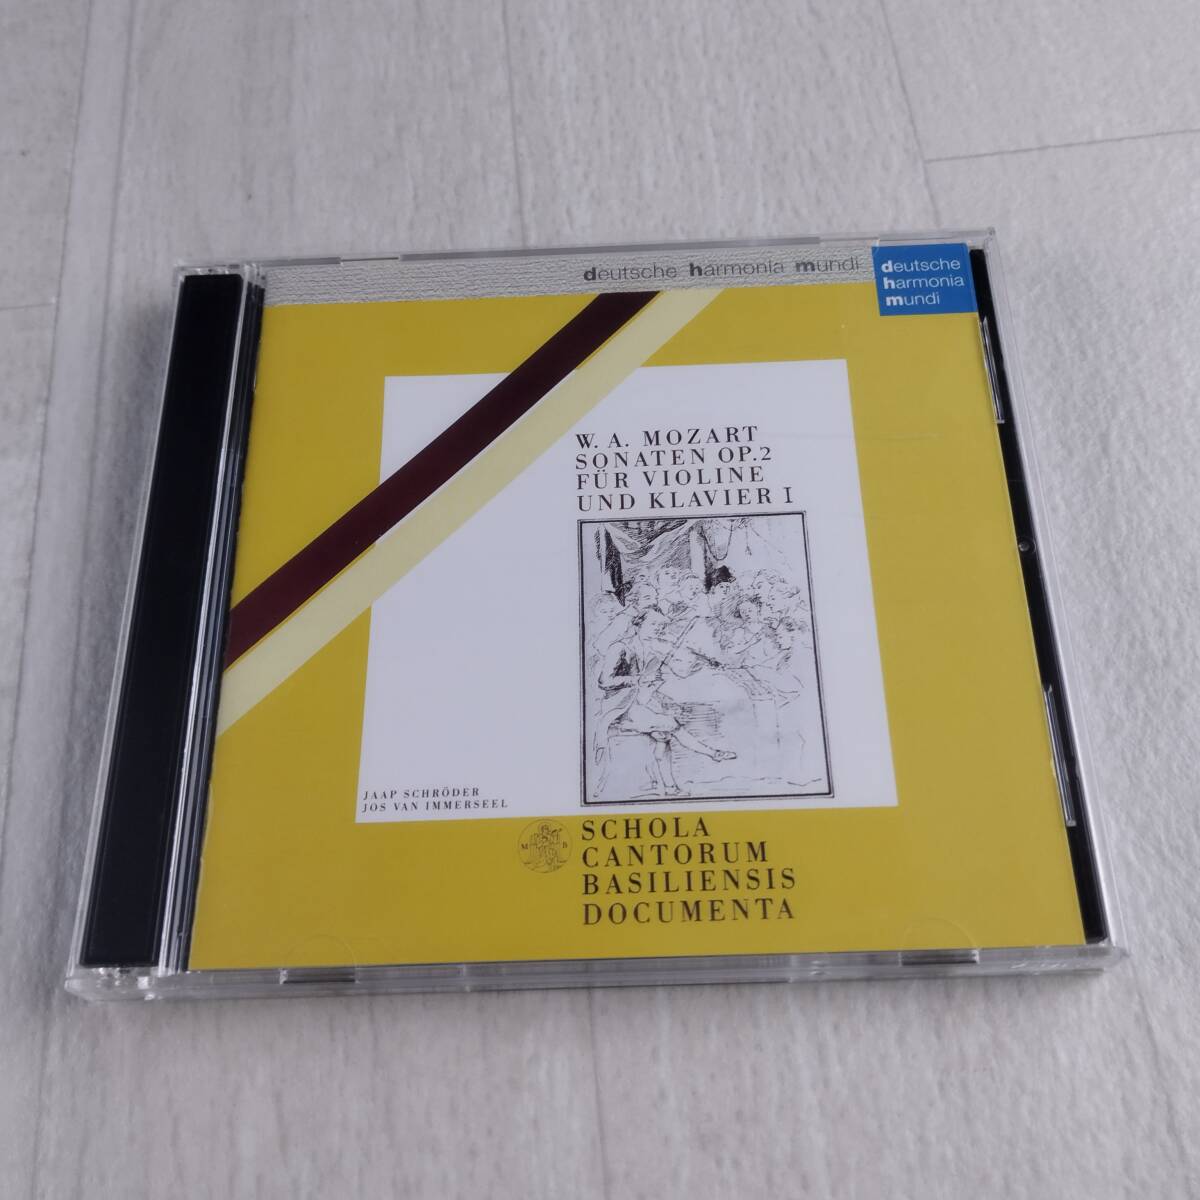 deutsche harmonia mundi
deutsche
harmonia
mundi
W. A. MOZART
SONATEN OP.2
FÜR VIOLINE
UND KLAVIER I
JAAP SCHRÖDER
JOS VAN IMMERSEEL
M B
SCHOLA
CANTORUM
BASILIENSIS
DOCUMENTA